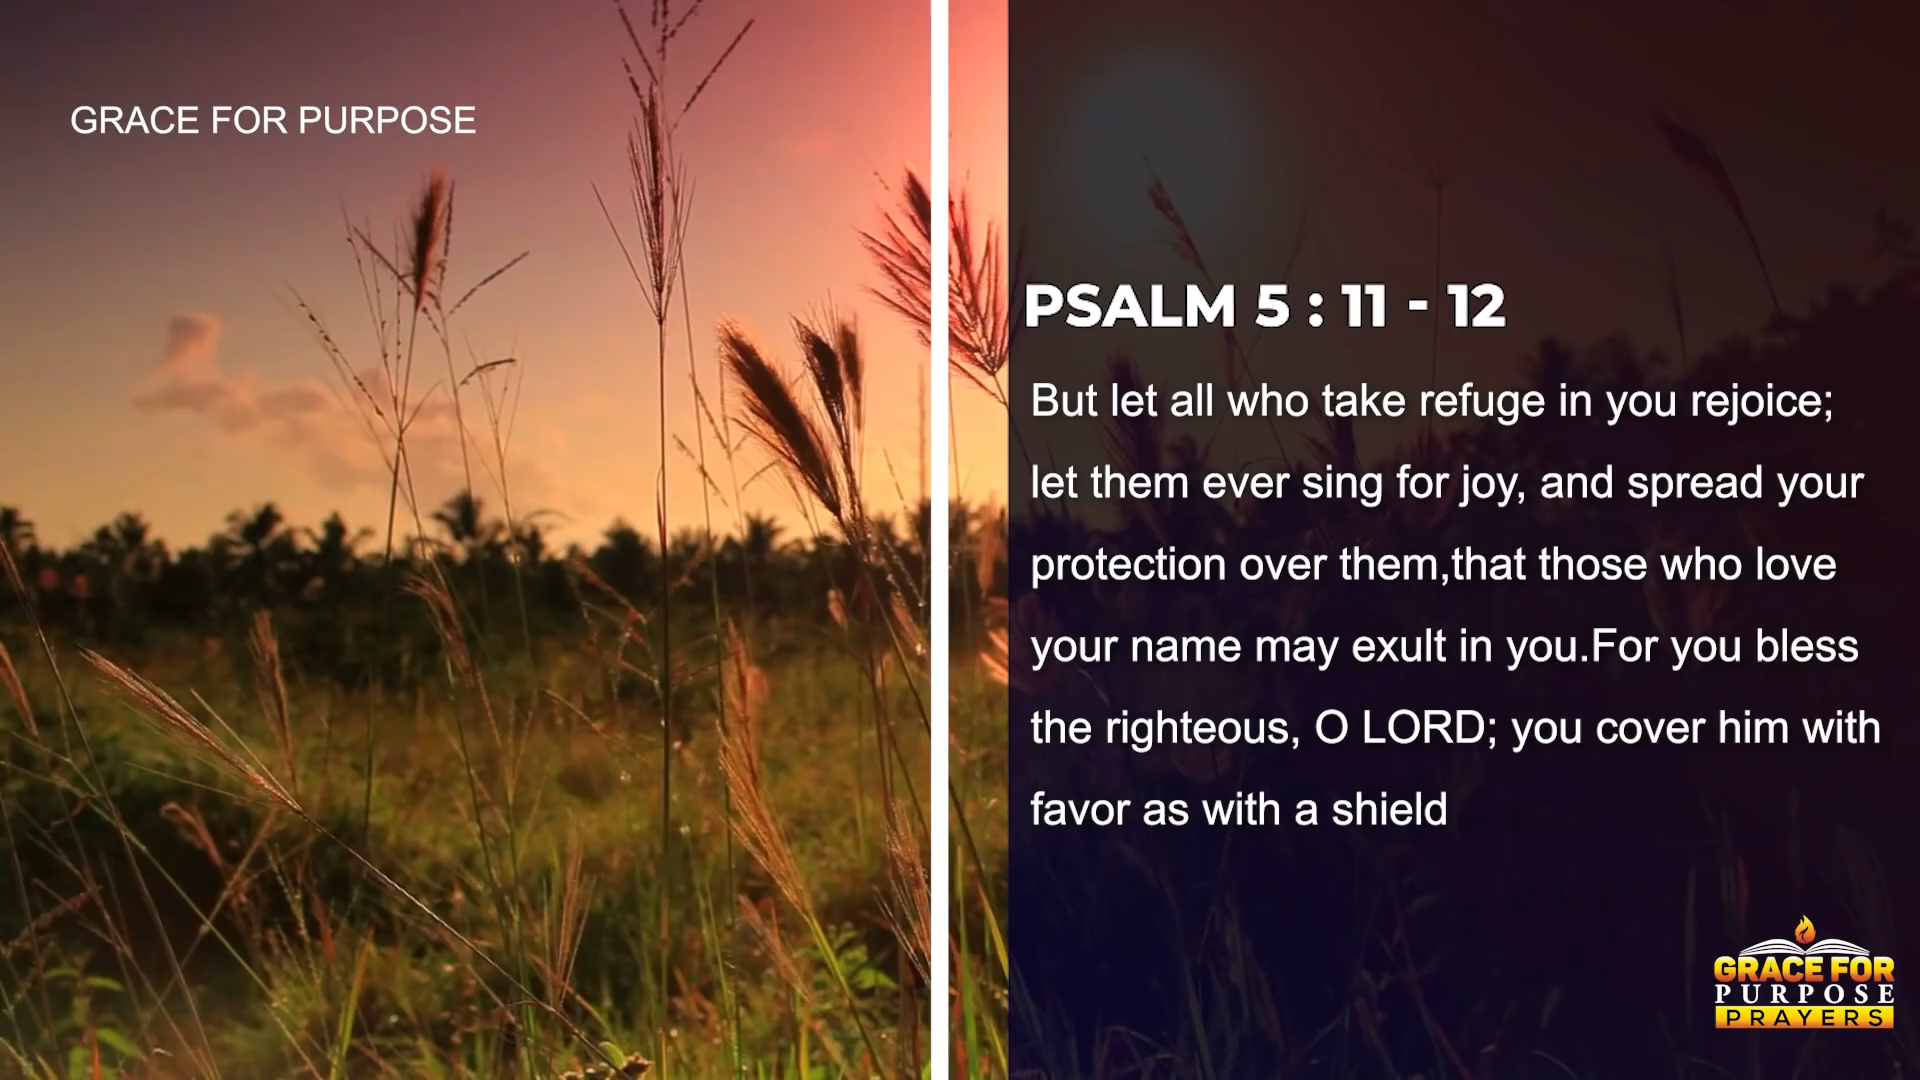 GRACE FOR PURPOSE
PSALM 5 : 11 - 12
But let all who take refuge in you rejoice;
let them ever sing for joy, and spread your
protection over them,that those who love
your name may exult in you.For you bless
the righteous, O LORD; you cover him with
favor as with a shield
GRACE FOR
PURPOSE
PRAYERS